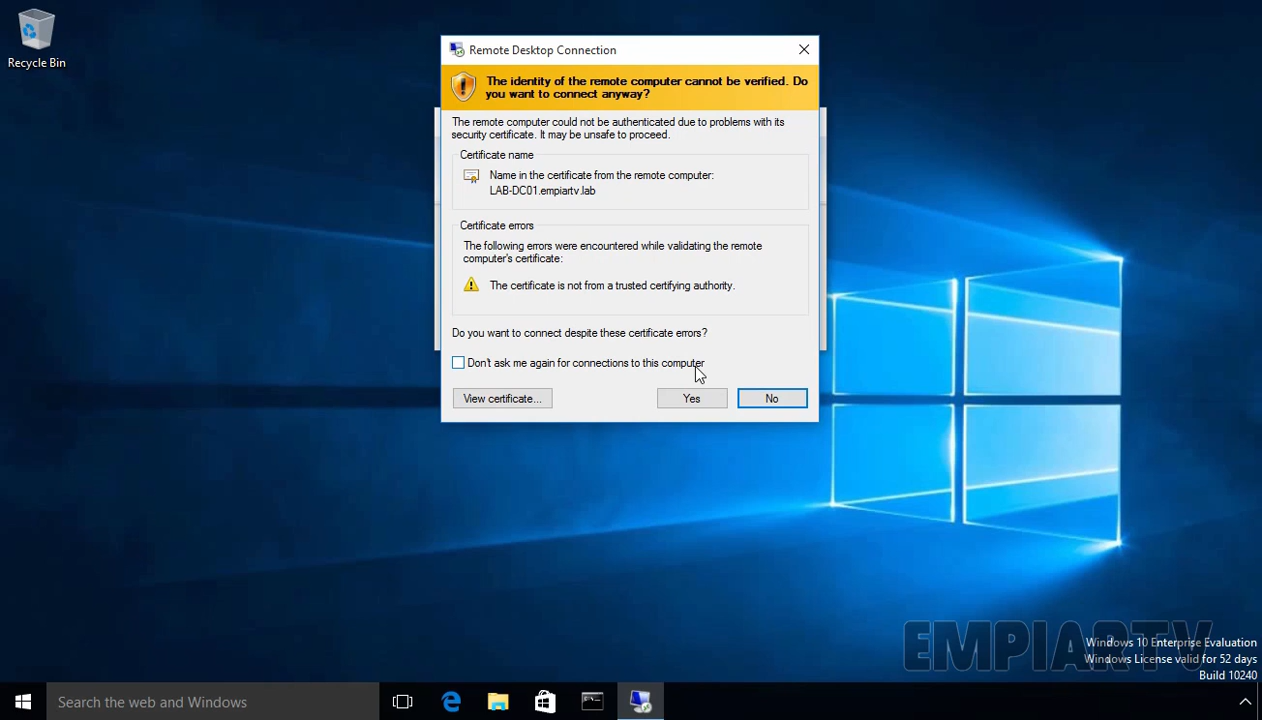 Recycle Bin
Remote Desktop Connection
The identity of the remote computer cannot be verified. Do
you want to connect anyway?
The remote computer could not be authenticated due to problems with its
security certificate. It may be unsafe to proceed.
Certificate name
Name in the certificate from the remote computer:
LAB-DC01.empiartv.lab
Certificate errors
The following errors were encountered while validating the remote
computer's certificate:
The certificate is not from a trusted certifying authority.
Do you want to connect despite these certificate errors?
Don't ask me again for connections to this computer
View certificate...
Yes
No
EMPIARTV
Windows 10 Enterprise Evaluation
Windows License valid for 52 days
Build 10240
Search the web and Windows